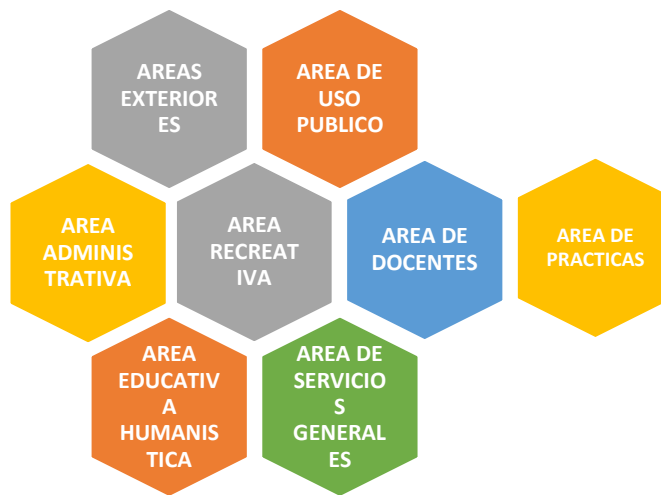 AREAS
EXTERIOR
ES
AREA DE
USO
PUBLICO
AREA
ADMINIS
TRATIVA
AREA
RECREAT
IVA
AREA DE
DOCENTES
AREA DE
PRACTICAS
AREA
EDUCATIV
A
HUMANIS
TICA
AREA DE
SERVICIO
S
GENERAL
ES